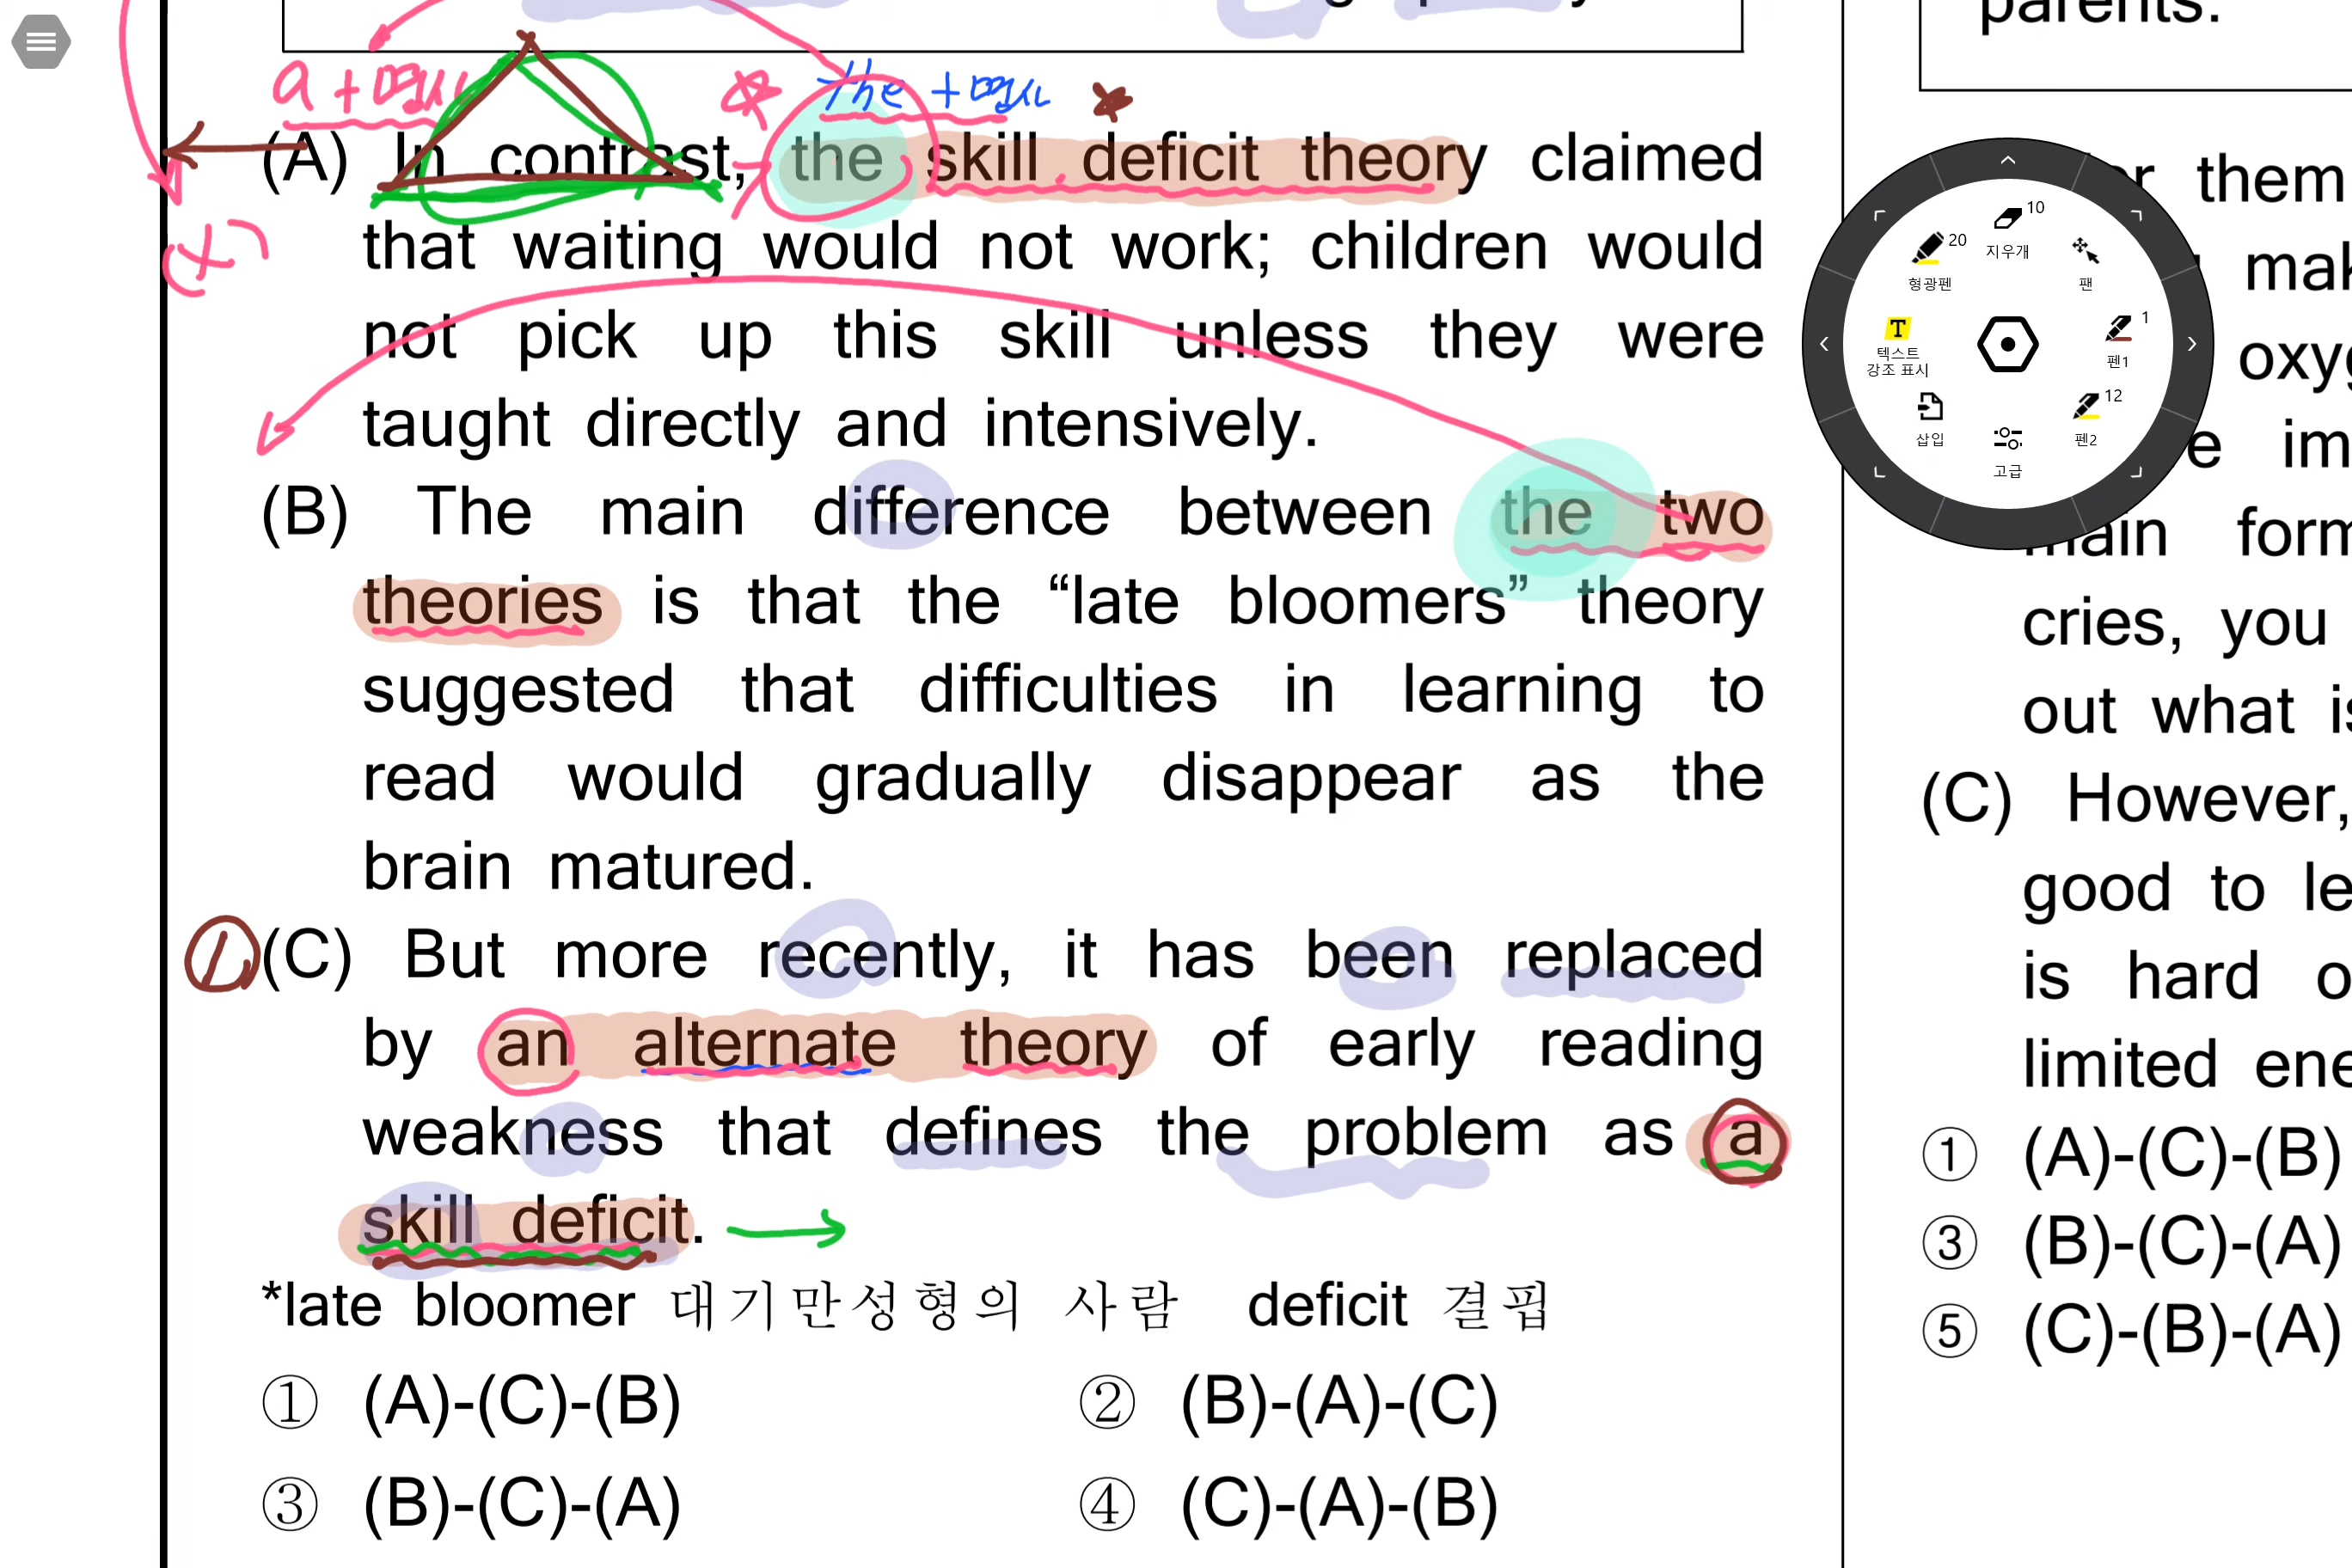 parents.
a + 명사
the + 명사
(A) In contrast, the skill deficit theory claimed
that waiting would not work; children would
not pick up this skill unless they were
taught directly and intensively.
(X)
(B) The main difference between the two
theories is that the “late bloomers” theory
suggested that difficulties in learning to
read would gradually disappear as the
brain matured.
(C) But more recently, it has been replaced
by an alternate theory of early reading
weakness that defines the problem as a
skill deficit.
*late bloomer 대기만성형의 사람 deficit 결핍
① (A)-(C)-(B) ② (B)-(A)-(C)
③ (B)-(C)-(A) ④ (C)-(A)-(B)
them
oxyg
e im
main form
cries, you
out what is
(C) However,
good to le
is hard o
limited ene
① (A)-(C)-(B)
③ (B)-(C)-(A)
⑤ (C)-(B)-(A)
10
지우개
20
형광펜
팬
T
텍스트
강조 표시
1
펜1
삽입
12
펜2
고급